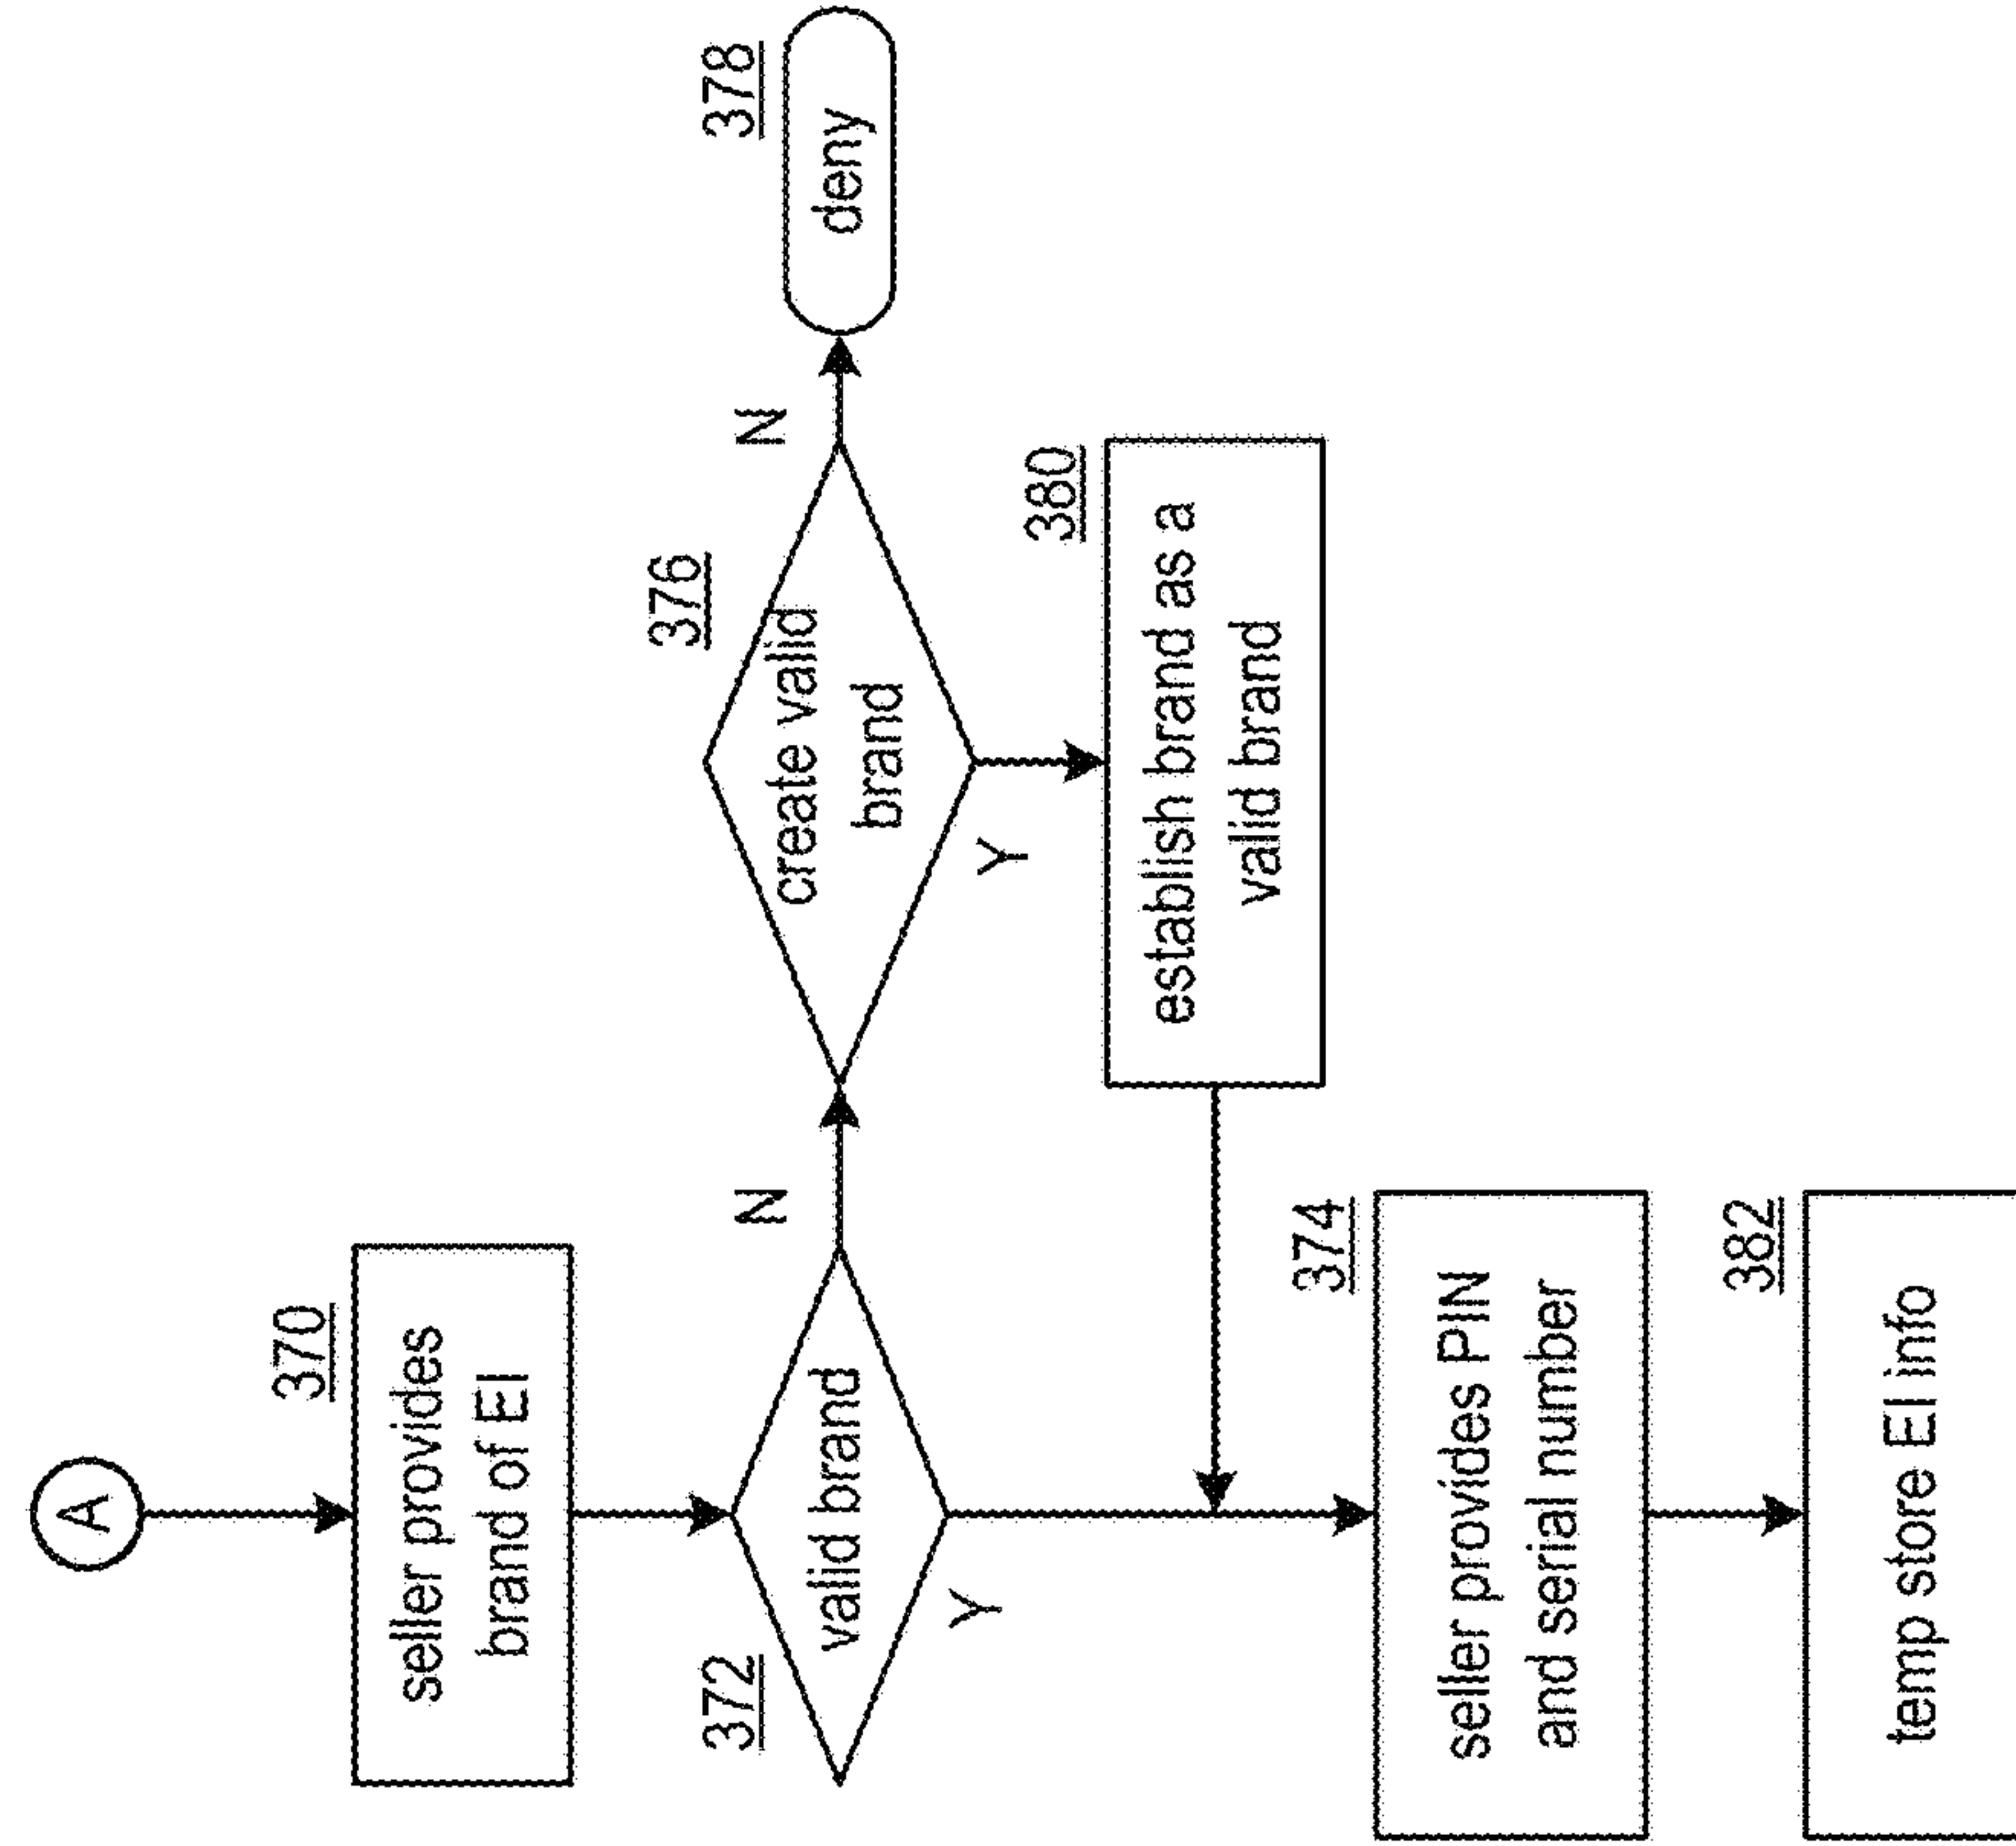 A
370
seller provides
brand of EI
372
valid brand
N
Y
376
create valid
brand
N
Y
378
deny
380
establish brand as a
valid brand
374
seller provides PIN
and serial number
382
temp store EI info